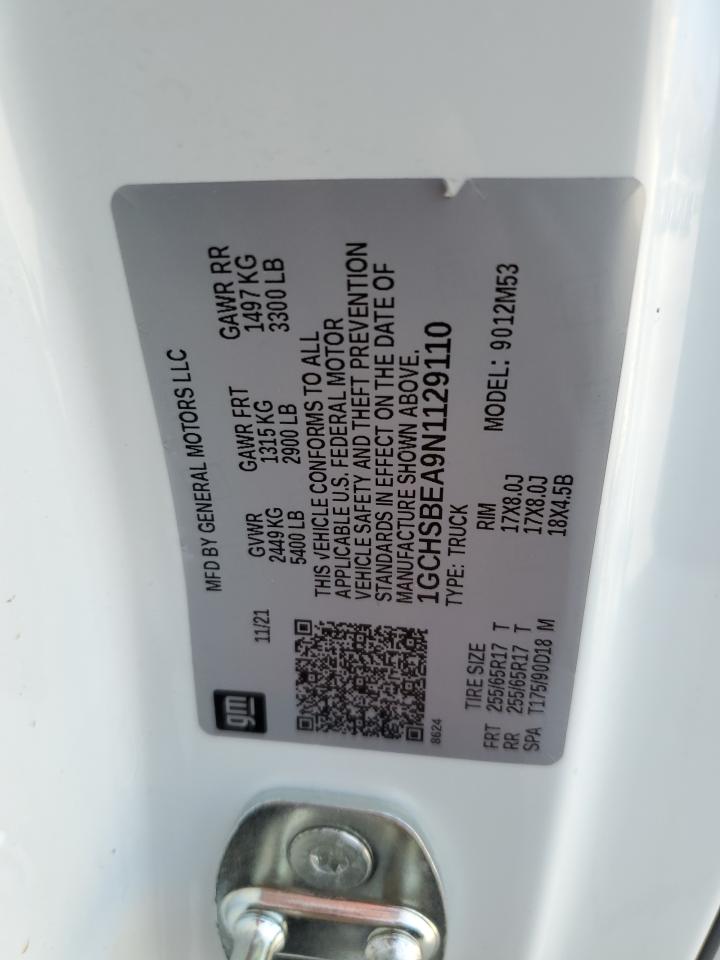 gm
MFD BY GENERAL MOTORS LLC
11/21
GVWR GAWR FRT GAWR RR
2449 KG 1315 KG 1497 KG
5400 LB 2900 LB 3300 LB
THIS VEHICLE CONFORMS TO ALL
APPLICABLE U.S. FEDERAL MOTOR
VEHICLE SAFETY AND THEFT PREVENTION
STANDARDS IN EFFECT ON THE DATE OF
MANUFACTURE SHOWN ABOVE.
1GCHSBEA9N1129110
TYPE: TRUCK
8624
MODEL: 9012M53
TIRE SIZE RIM
FRT 255/65R17 T 17X8.0J
RR 255/65R17 T 17X8.0J
SPA T175/90D18 M 18X4.5B